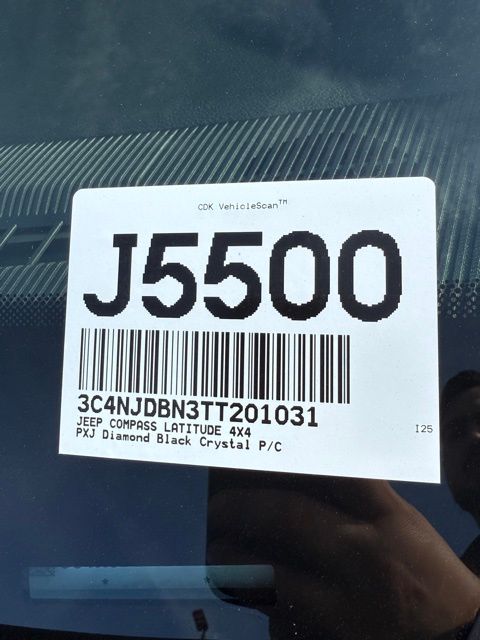 CDK VehicleScan™
J5500
3C4NJDBN3TT201031
JEEP COMPASS LATITUDE 4X4
PXJ Diamond Black Crystal P/C
I25